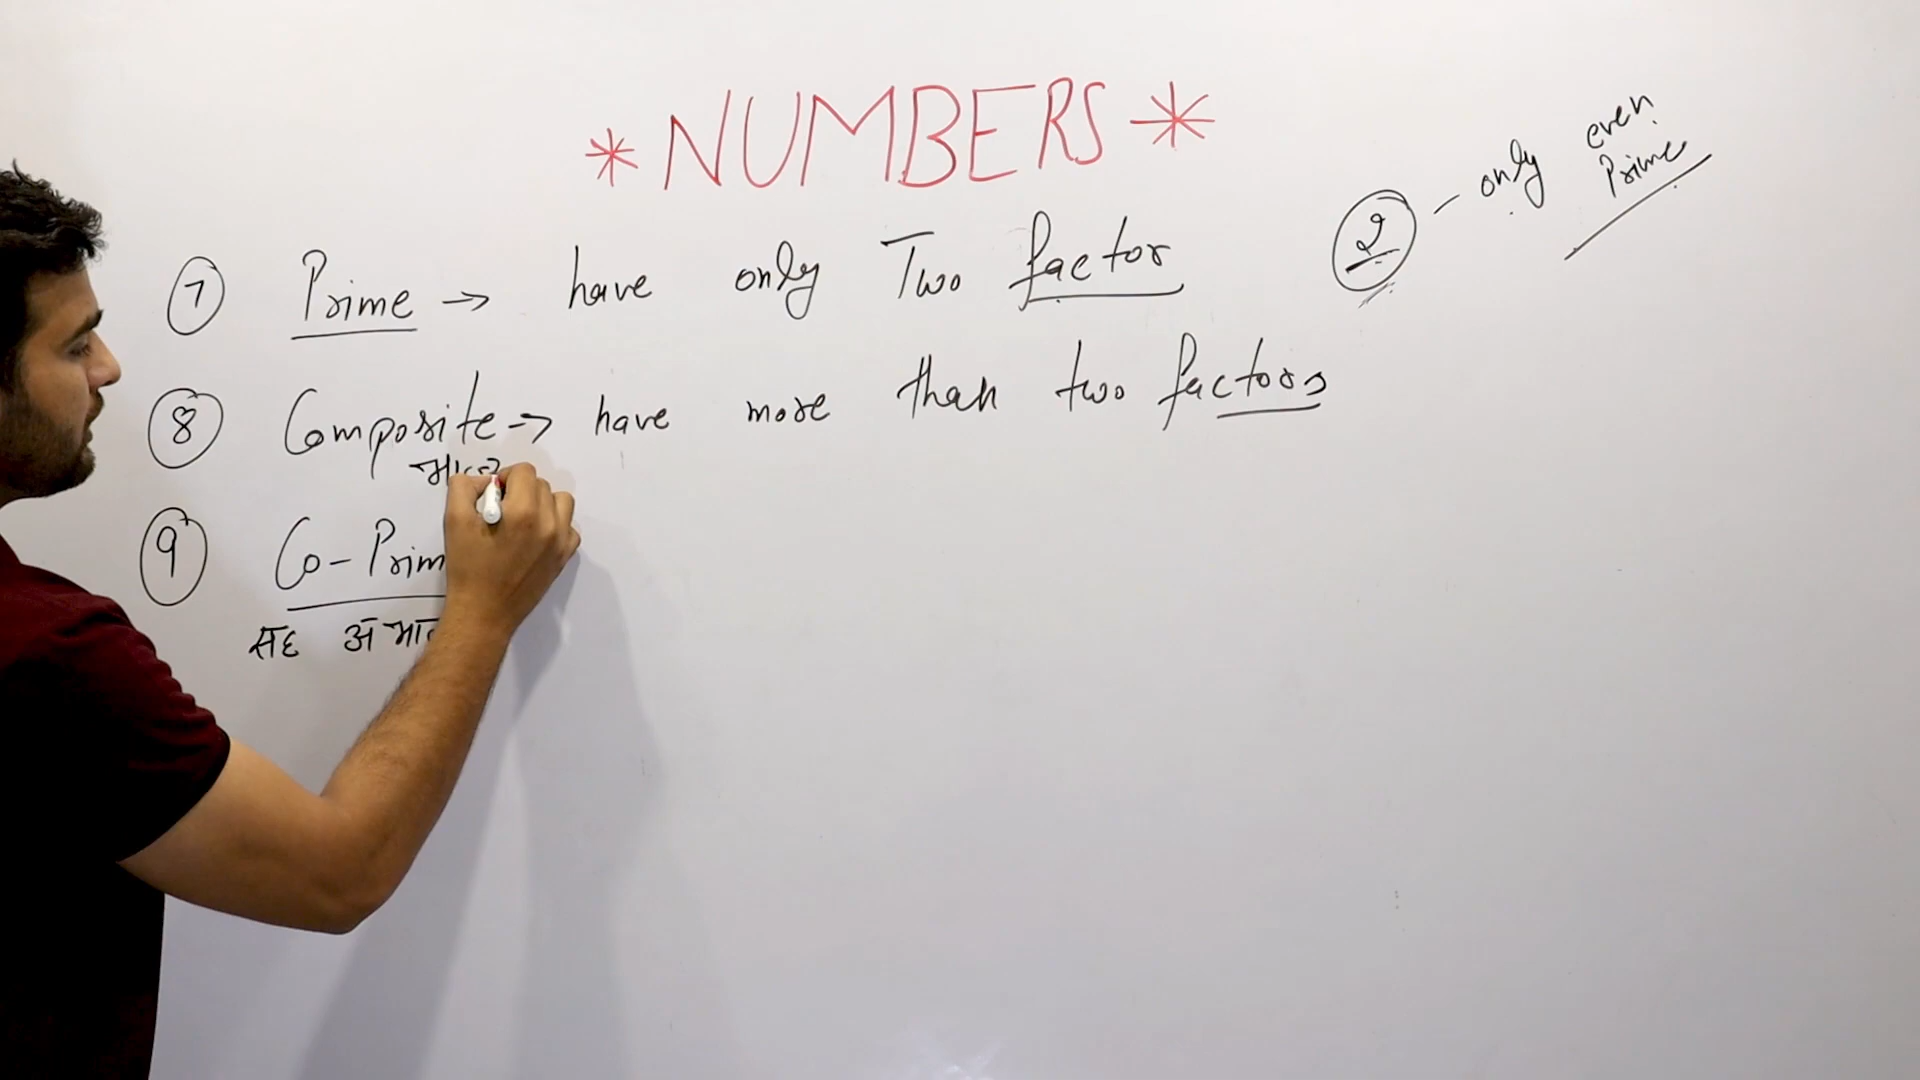 * NUMBERS *
2 - only even
Prime
7 Prime → have only Two factor
8 Composite → have more than two factors
9 Co-Prim
सह अभा